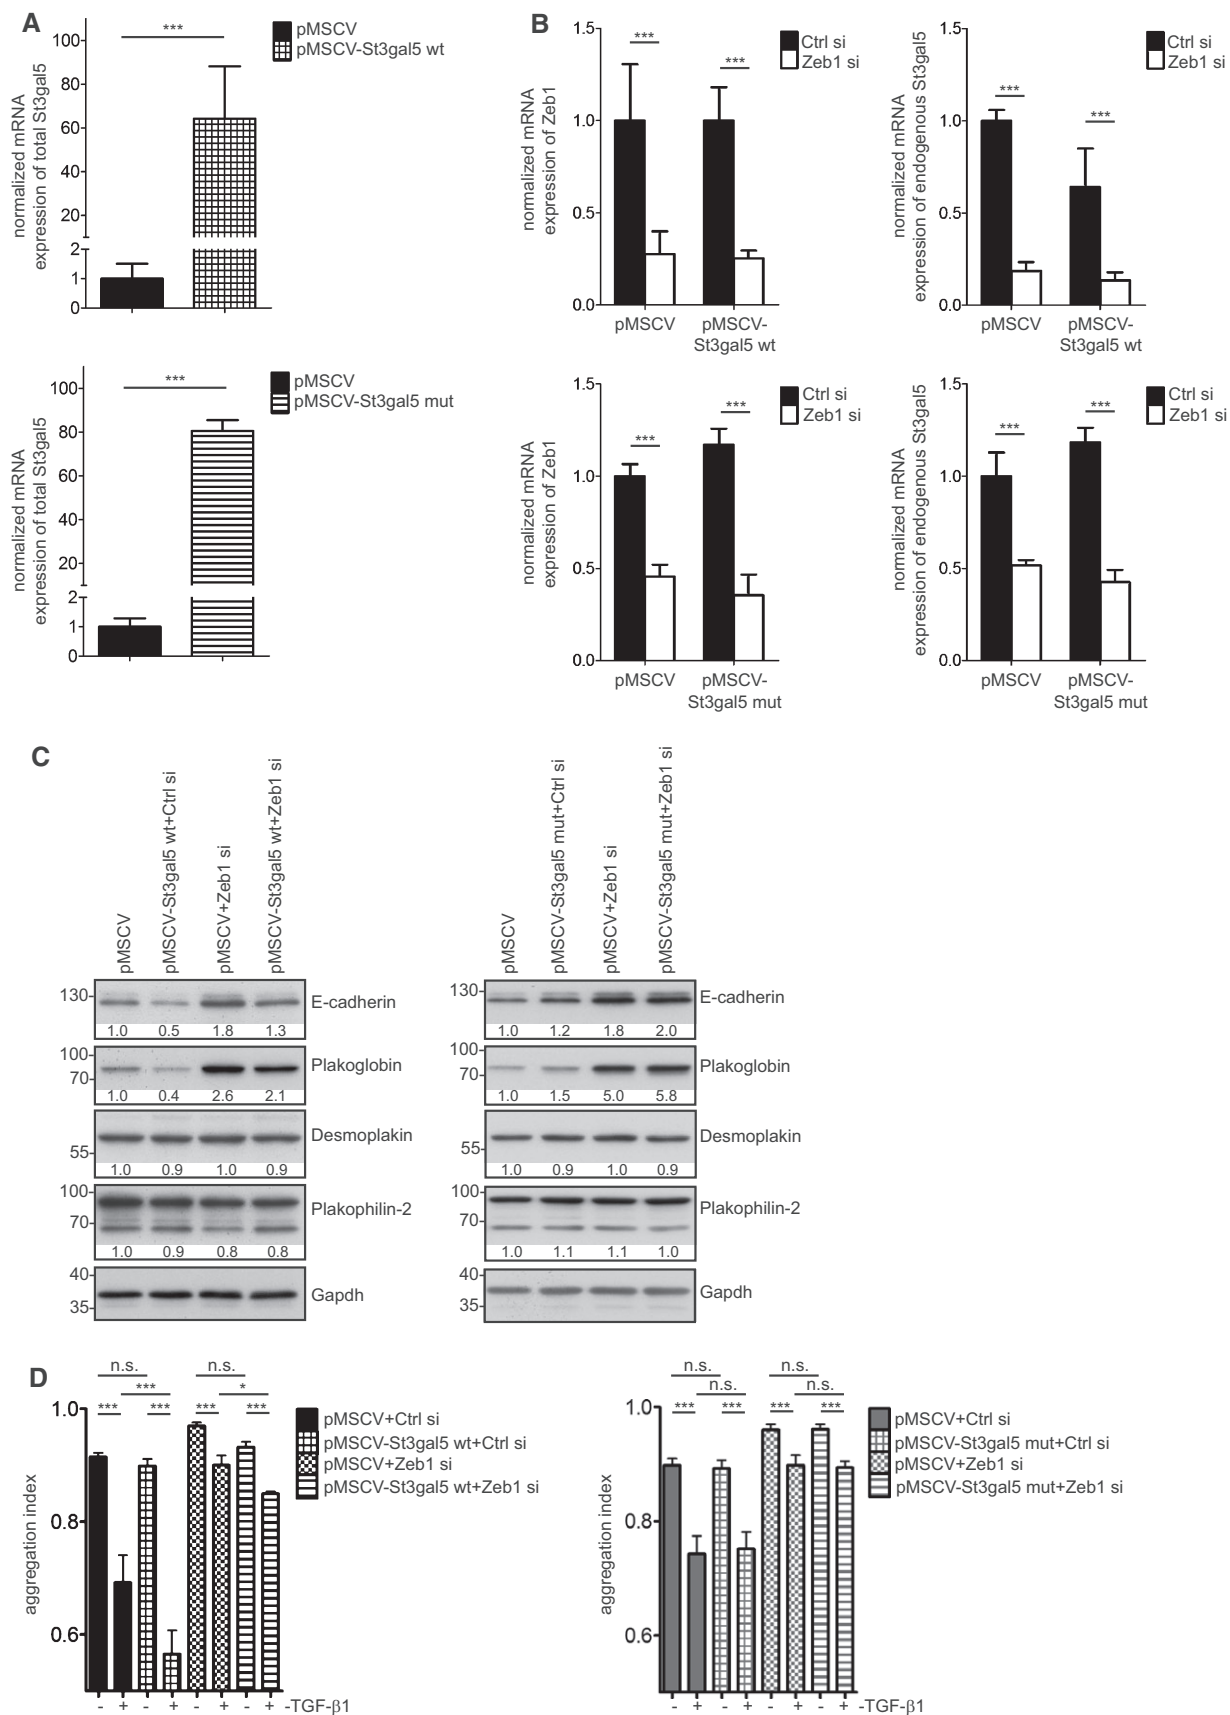 A
normalized mRNA
expression of total St3gal5
100
80
60
40
20
2
1
0
***
pMSCV
pMSCV-St3gal5 wt
normalized mRNA
expression of total St3gal5
100
80
60
40
20
2
1
0
***
pMSCV
pMSCV-St3gal5 mut
B
normalized mRNA
expression of Zeb1
1.5
1.0
0.5
0.0
*** ***
Ctrl si
Zeb1 si
pMSCV pMSCV-
St3gal5 wt
normalized mRNA
expression of endogenous St3gal5
1.5
1.0
0.5
0.0
*** ***
Ctrl si
Zeb1 si
pMSCV pMSCV-
St3gal5 wt
normalized mRNA
expression of Zeb1
1.5
1.0
0.5
0.0
*** ***
Ctrl si
Zeb1 si
pMSCV pMSCV-
St3gal5 mut
normalized mRNA
expression of endogenous St3gal5
1.5
1.0
0.5
0.0
*** ***
Ctrl si
Zeb1 si
pMSCV pMSCV-
St3gal5 mut
C
pMSCV
pMSCV-St3gal5 wt+Ctrl si
pMSCV+Zeb1 si
pMSCV-St3gal5 wt+Zeb1 si
130- E-cadherin
1.0 0.5 1.8 1.3
100-
70-
Plakoglobin
1.0 0.4 2.6 2.1
Desmoplakin
55-
1.0 0.9 1.0 0.9
100-
70-
Plakophilin-2
1.0 0.9 0.8 0.8
40-
35-
Gapdh
pMSCV
pMSCV-St3gal5 mut+Ctrl si
pMSCV+Zeb1 si
pMSCV-St3gal5 mut+Zeb1 si
130- E-cadherin
1.0 1.2 1.8 2.0
100-
70-
Plakoglobin
1.0 1.5 5.0 5.8
Desmoplakin
55-
1.0 0.9 1.0 0.9
100-
70-
Plakophilin-2
1.0 1.1 1.1 1.0
40-
35-
Gapdh
D
aggregation index
1.0
0.8
0.6
n.s. n.s.
*** *
*** *** *** ***
pMSCV+Ctrl si
pMSCV-St3gal5 wt+Ctrl si
pMSCV+Zeb1 si
pMSCV-St3gal5 wt+Zeb1 si
- + - + - + - + -TGF-β1
aggregation index
1.0
0.8
0.6
n.s. n.s.
n.s. n.s.
*** *** *** ***
pMSCV+Ctrl si
pMSCV-St3gal5 mut+Ctrl si
pMSCV+Zeb1 si
pMSCV-St3gal5 mut+Zeb1 si
- + - + - + - + -TGF-β1